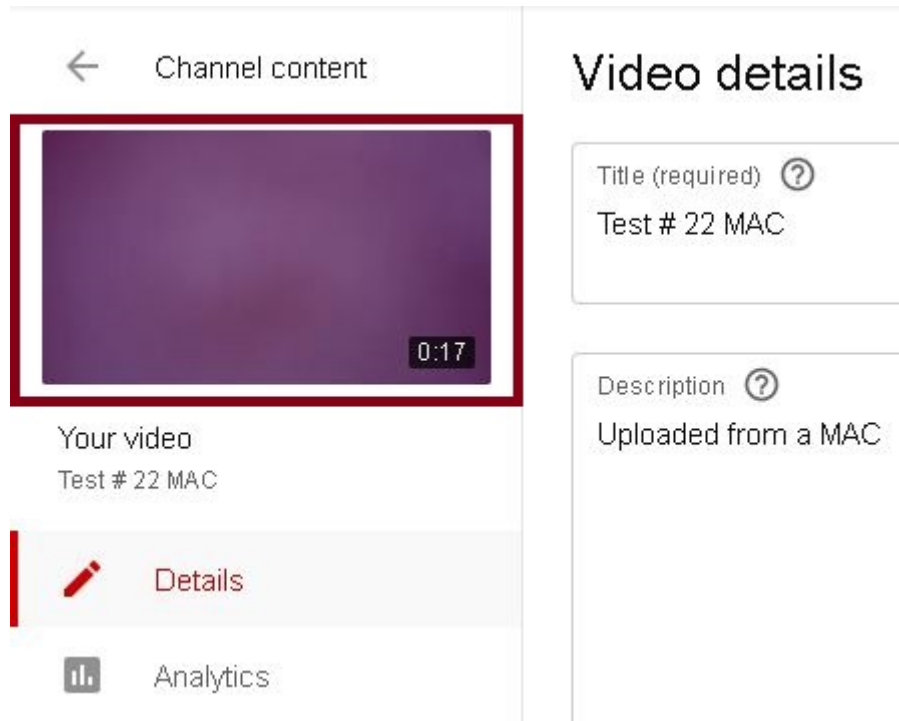 Channel content
0:17
Your video
Test # 22 MAC
Details
Analytics
Video details
Title (required)
Test # 22 MAC
Description
Uploaded from a MAC